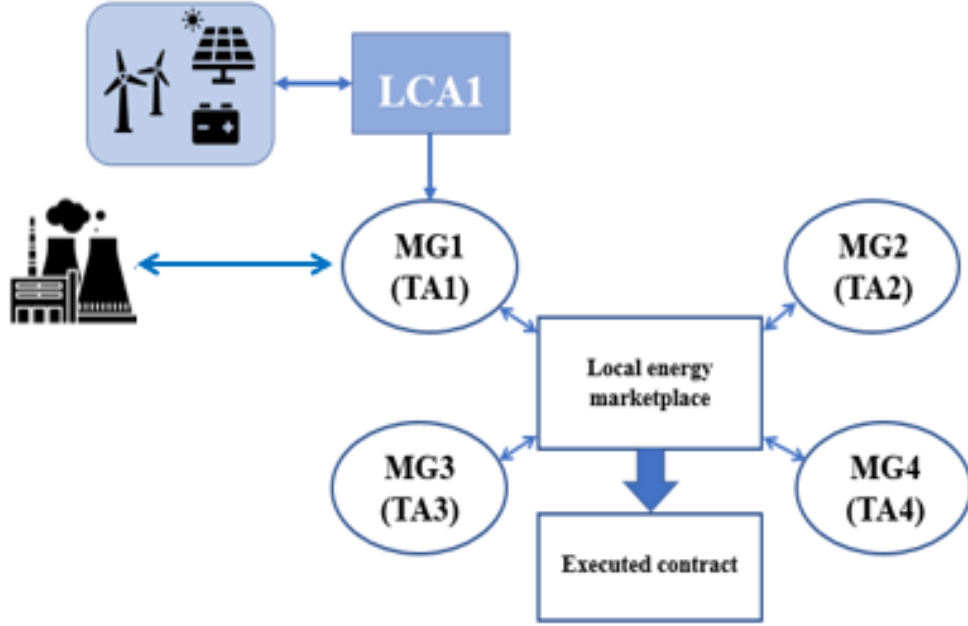 LCA1
MG1
(TA1)
MG2
(TA2)
Local energy
marketplace
MG3
(TA3)
MG4
(TA4)
Executed contract